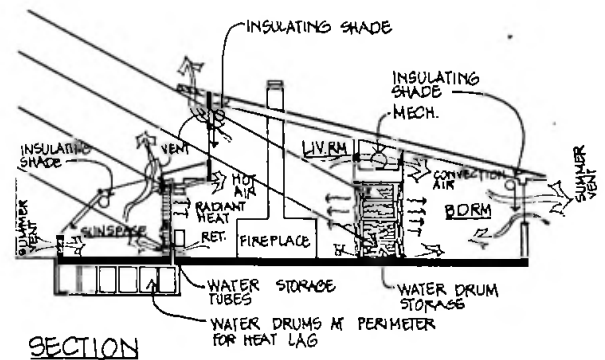 INSULATING SHADE
INSULATING
SHADE
MECH.
LIV. RM
INSULATING
SHADE
VENT
CONVECTION
AIR
SUMMER
VENT
HOT
AIR
RADIANT
HEAT
BDRM
SUMMER
VENT
SUNSPACE
RET.
FIREPLACE
WATER STORAGE
TUBES
WATER DRUM
STORAGE
WATER DRUMS AT PERIMETER
FOR HEAT LAG
SECTION